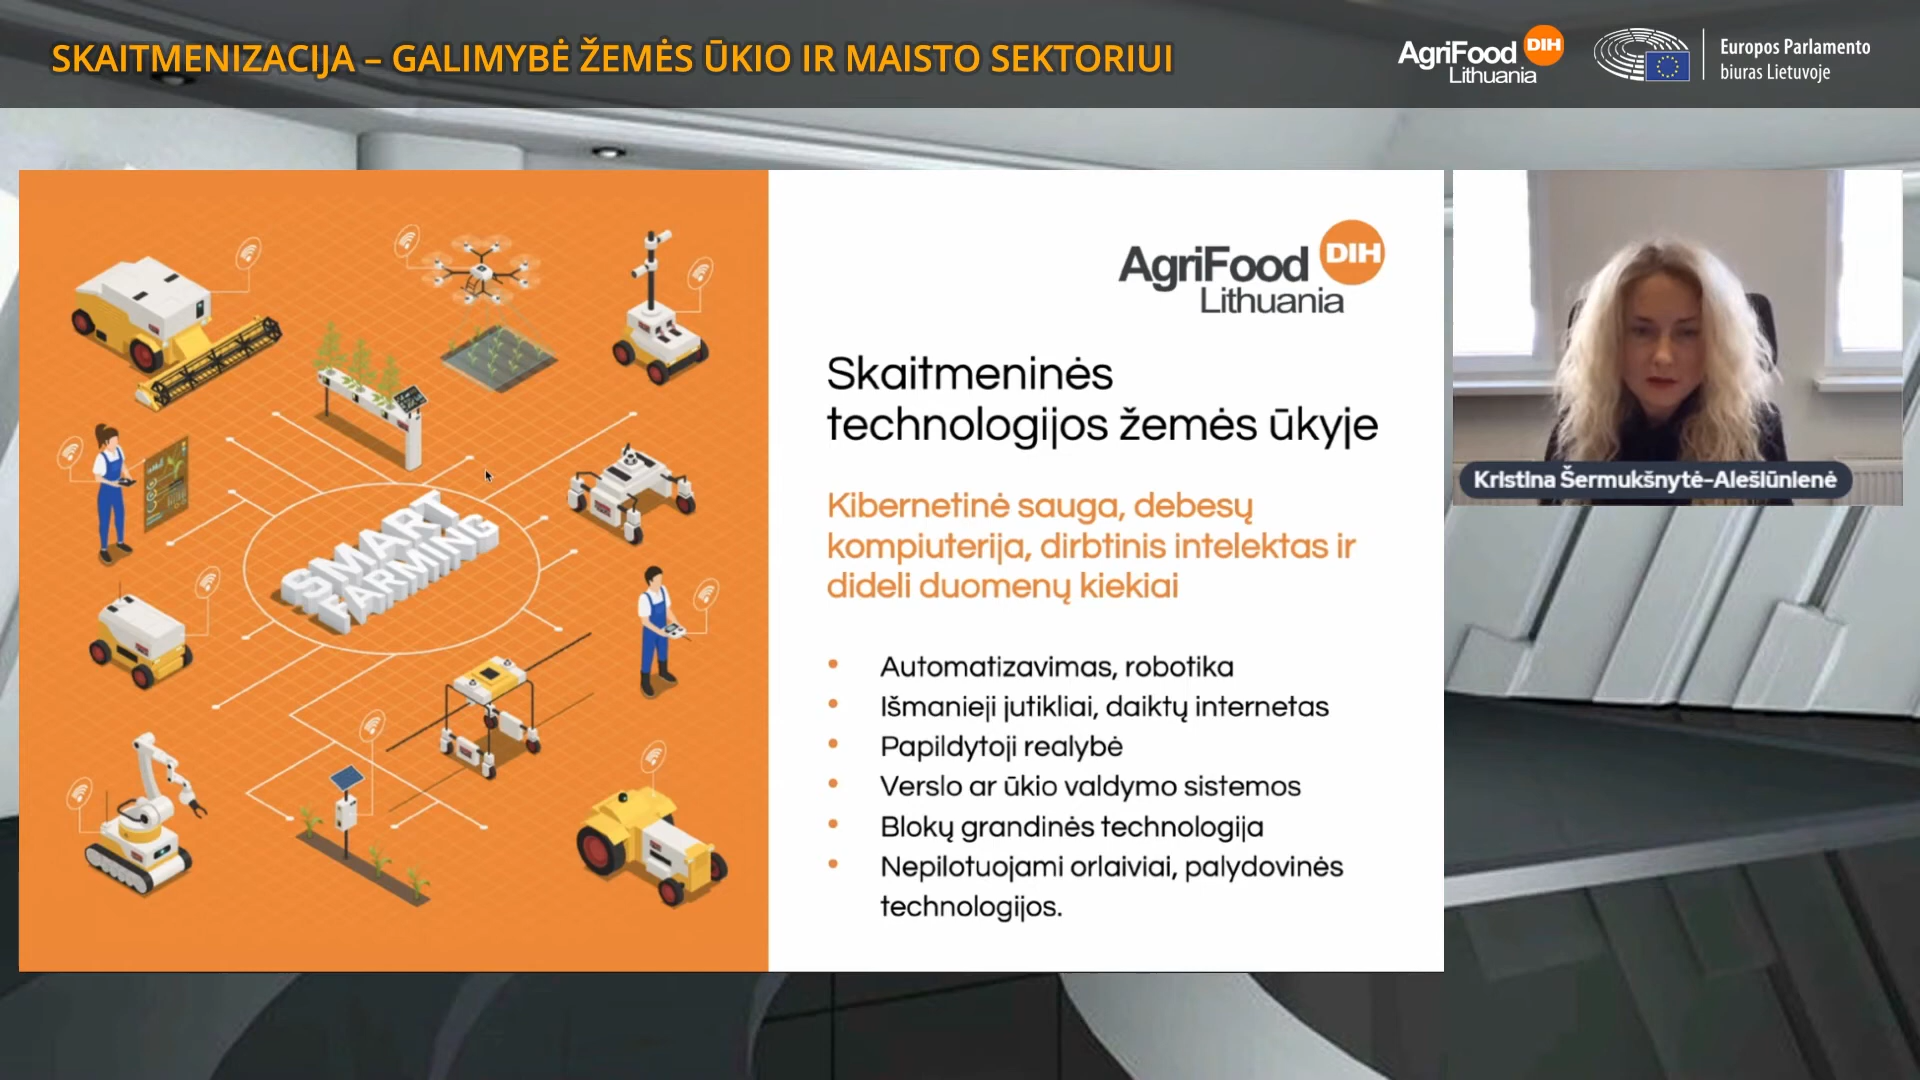 SKAITMENIZACIJA – GALIMYBĖ ŽEMĖS ŪKIO IR MAISTO SEKTORIUI
AgriFood DIH
Lithuania
Europos Parlamento
biuras Lietuvoje
SMART
FARMING
AgriFood DIH
Lithuania
Skaitmeninės
technologijos žemės ūkyje
Kibernetinė sauga, debesų
kompiuterija, dirbtinis intelektas ir
dideli duomenų kiekiai
• Automatizavimas, robotika
• Išmanieji jutikliai, daiktų internetas
• Papildytoji realybė
• Verslo ar ūkio valdymo sistemos
• Blokų grandinės technologija
• Nepilotuojami orlaiviai, palydovinės
technologijos.
Kristina Šermukšnytė-Alešiūnienė